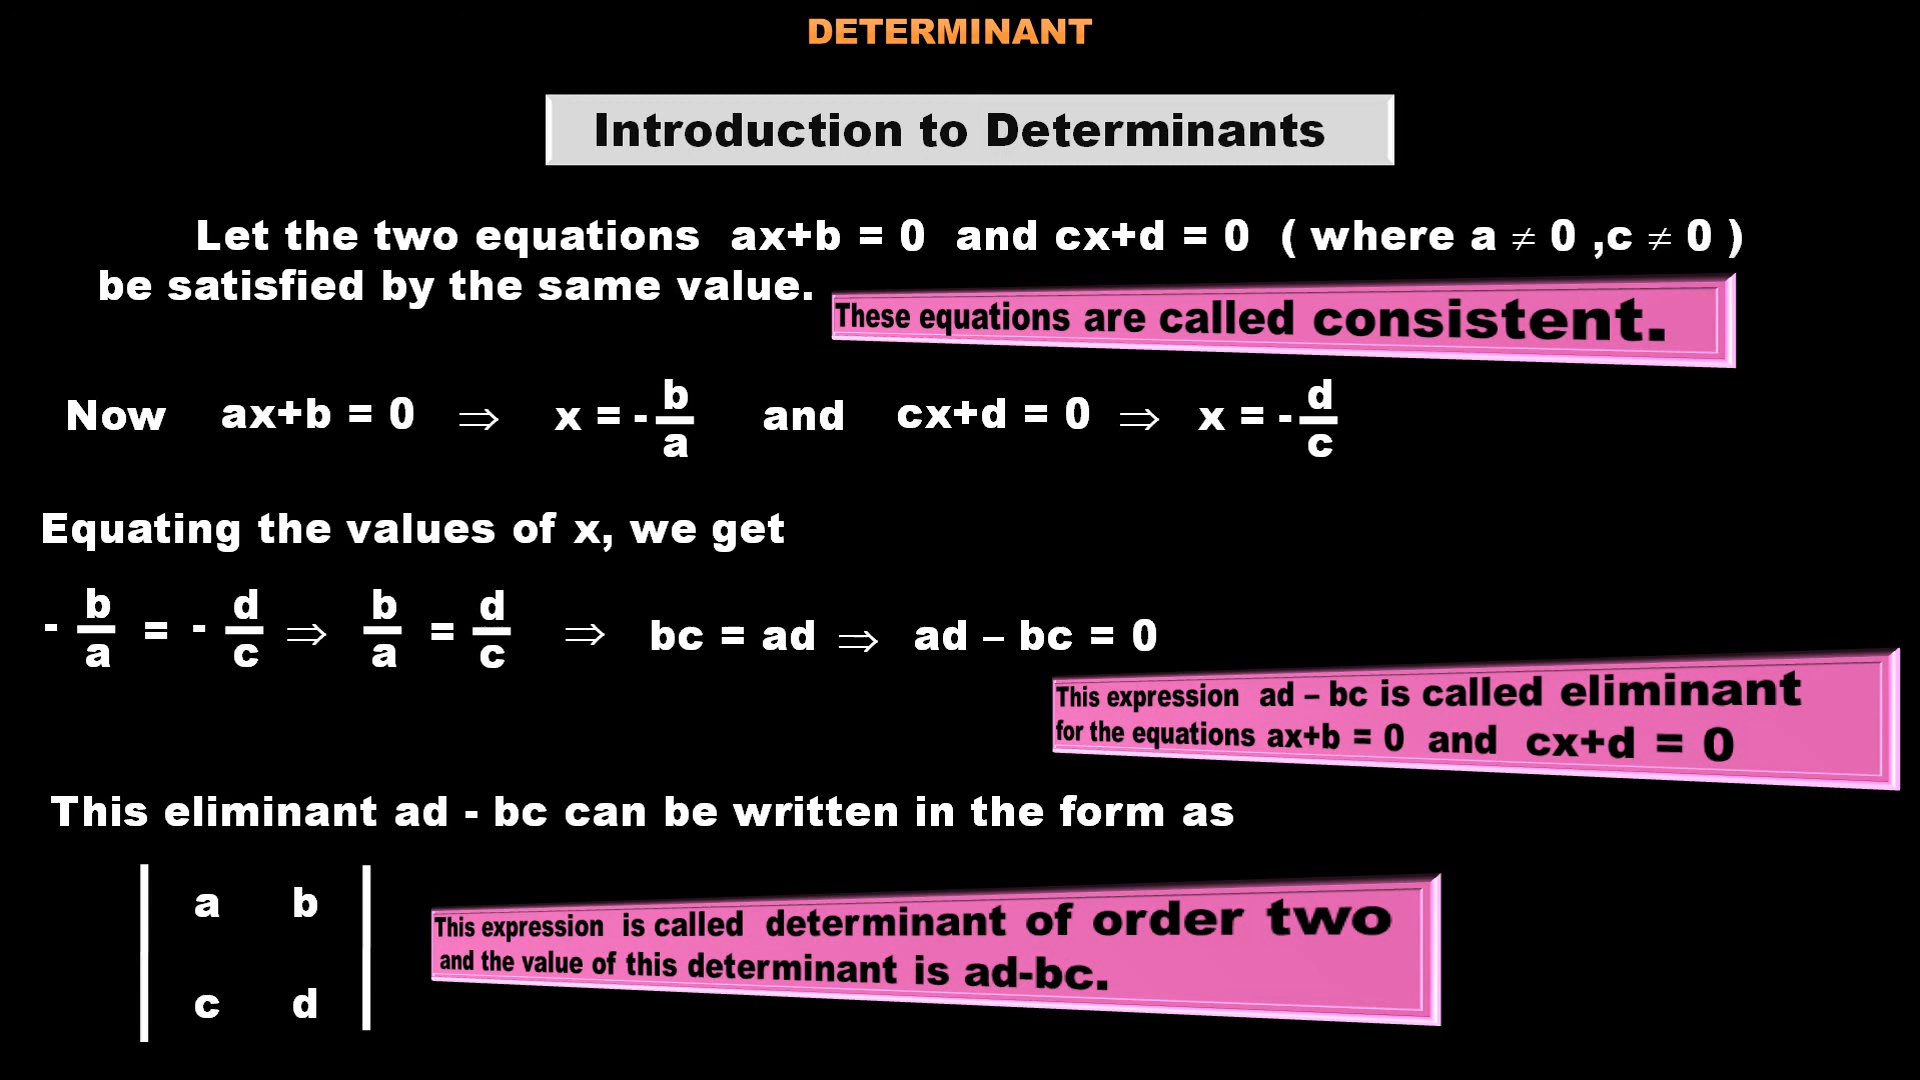 DETERMINANT
Introduction to Determinants
Let the two equations ax+b = 0 and cx+d = 0 ( where a ≠ 0 ,c ≠ 0 )
be satisfied by the same value.
These equations are called consistent.
Now ax+b = 0 ⇒ x = - b/a and cx+d = 0 ⇒ x = - d/c
Equating the values of x, we get
- b/a = - d/c ⇒ b/a = d/c ⇒ bc = ad ⇒ ad – bc = 0
This expression ad – bc is called eliminant
for the equations ax+b = 0 and cx+d = 0
This eliminant ad - bc can be written in the form as
a b
c d
This expression is called determinant of order two
and the value of this determinant is ad-bc.